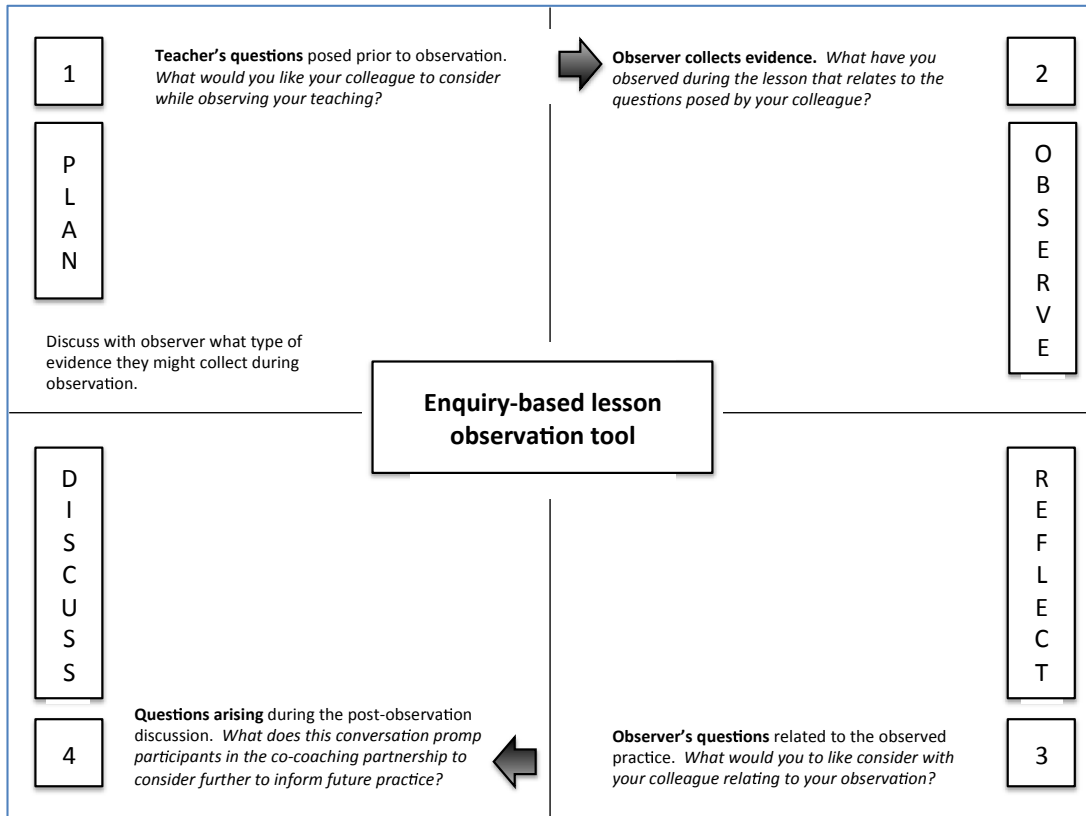 1
Teacher's questions posed prior to observation.
What would you like your colleague to consider
while observing your teaching?
PLAN
Discuss with observer what type of
evidence they might collect during
observation.
Observer collects evidence. What have you
observed during the lesson that relates to the
questions posed by your colleague?
2
OBSERVE
Enquiry-based lesson
observation tool
REFLECT
Observer's questions related to the observed
practice. What would you to like consider with
your colleague relating to your observation?
3
DISCUSS
4
Questions arising during the post-observation
discussion. What does this conversation promp
participants in the co-coaching partnership to
consider further to inform future practice?